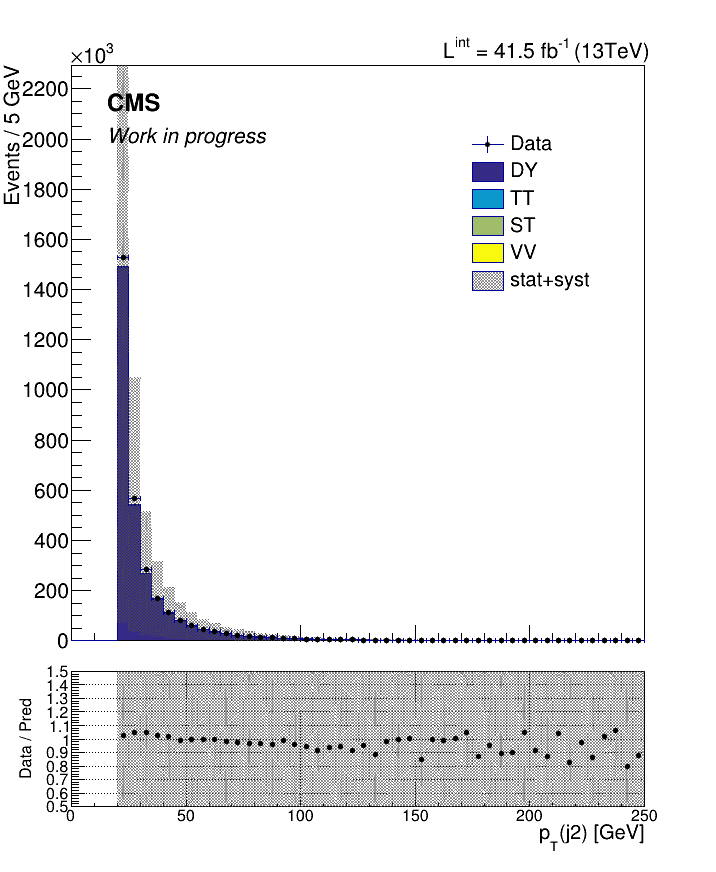 ×10³
L^int = 41.5 fb⁻¹ (13TeV)
Events / 5 GeV
2200
2000
1800
1600
1400
1200
1000
800
600
400
200
0
CMS
Work in progress
Data
DY
TT
ST
VV
stat+syst
Data / Pred
1.5
1.4
1.3
1.2
1.1
1
0.9
0.8
0.7
0.6
0.5
0 50 100 150 200 250
p_T(j2) [GeV]